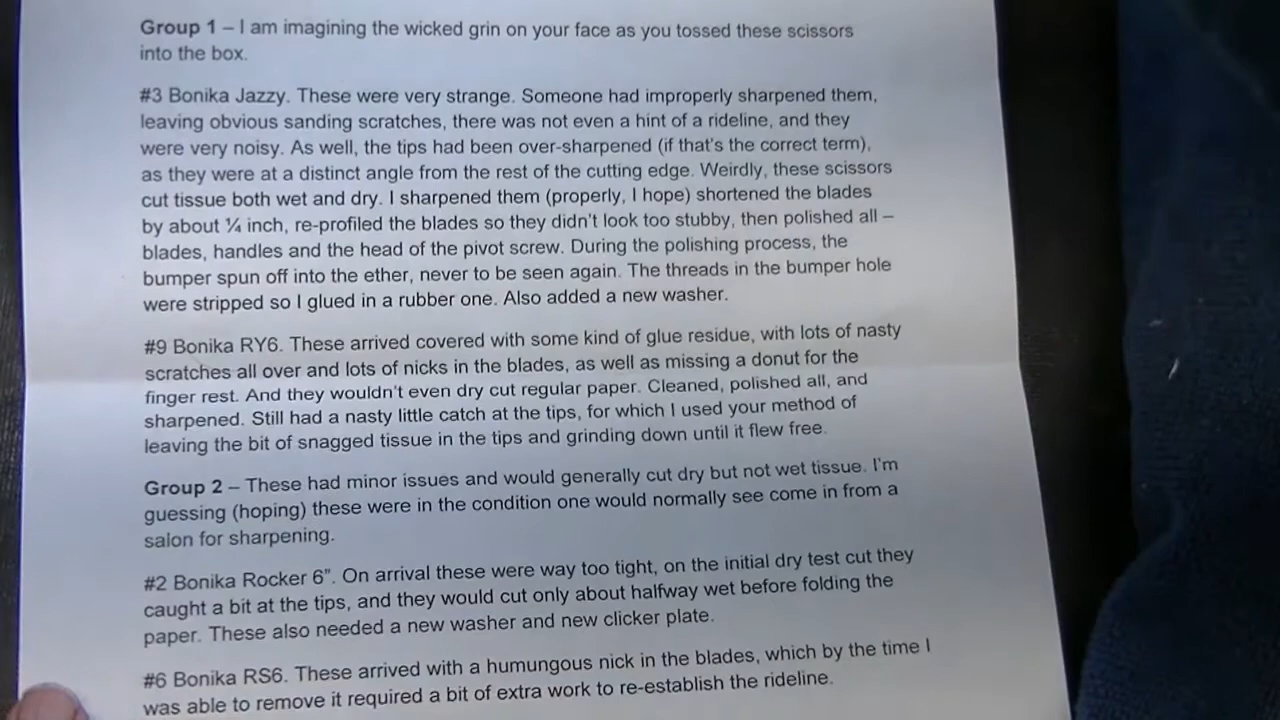 Group 1 – I am imagining the wicked grin on your face as you tossed these scissors
into the box.
#3 Bonika Jazzy. These were very strange. Someone had improperly sharpened them,
leaving obvious sanding scratches, there was not even a hint of a rideline, and they
were very noisy. As well, the tips had been over-sharpened (if that's the correct term),
as they were at a distinct angle from the rest of the cutting edge. Weirdly, these scissors
cut tissue both wet and dry. I sharpened them (properly, I hope) shortened the blades
by about ¼ inch, re-profiled the blades so they didn't look too stubby, then polished all –
blades, handles and the head of the pivot screw. During the polishing process, the
bumper spun off into the ether, never to be seen again. The threads in the bumper hole
were stripped so I glued in a rubber one. Also added a new washer.
#9 Bonika RY6. These arrived covered with some kind of glue residue, with lots of nasty
scratches all over and lots of nicks in the blades, as well as missing a donut for the
finger rest. And they wouldn't even dry cut regular paper. Cleaned, polished all, and
sharpened. Still had a nasty little catch at the tips, for which I used your method of
leaving the bit of snagged tissue in the tips and grinding down until it flew free.
Group 2 – These had minor issues and would generally cut dry but not wet tissue. I'm
guessing (hoping) these were in the condition one would normally see come in from a
salon for sharpening.
#2 Bonika Rocker 6”. On arrival these were way too tight, on the initial dry test cut they
caught a bit at the tips, and they would cut only about halfway wet before folding the
paper. These also needed a new washer and new clicker plate.
#6 Bonika RS6. These arrived with a humungous nick in the blades, which by the time I
was able to remove it required a bit of extra work to re-establish the rideline.